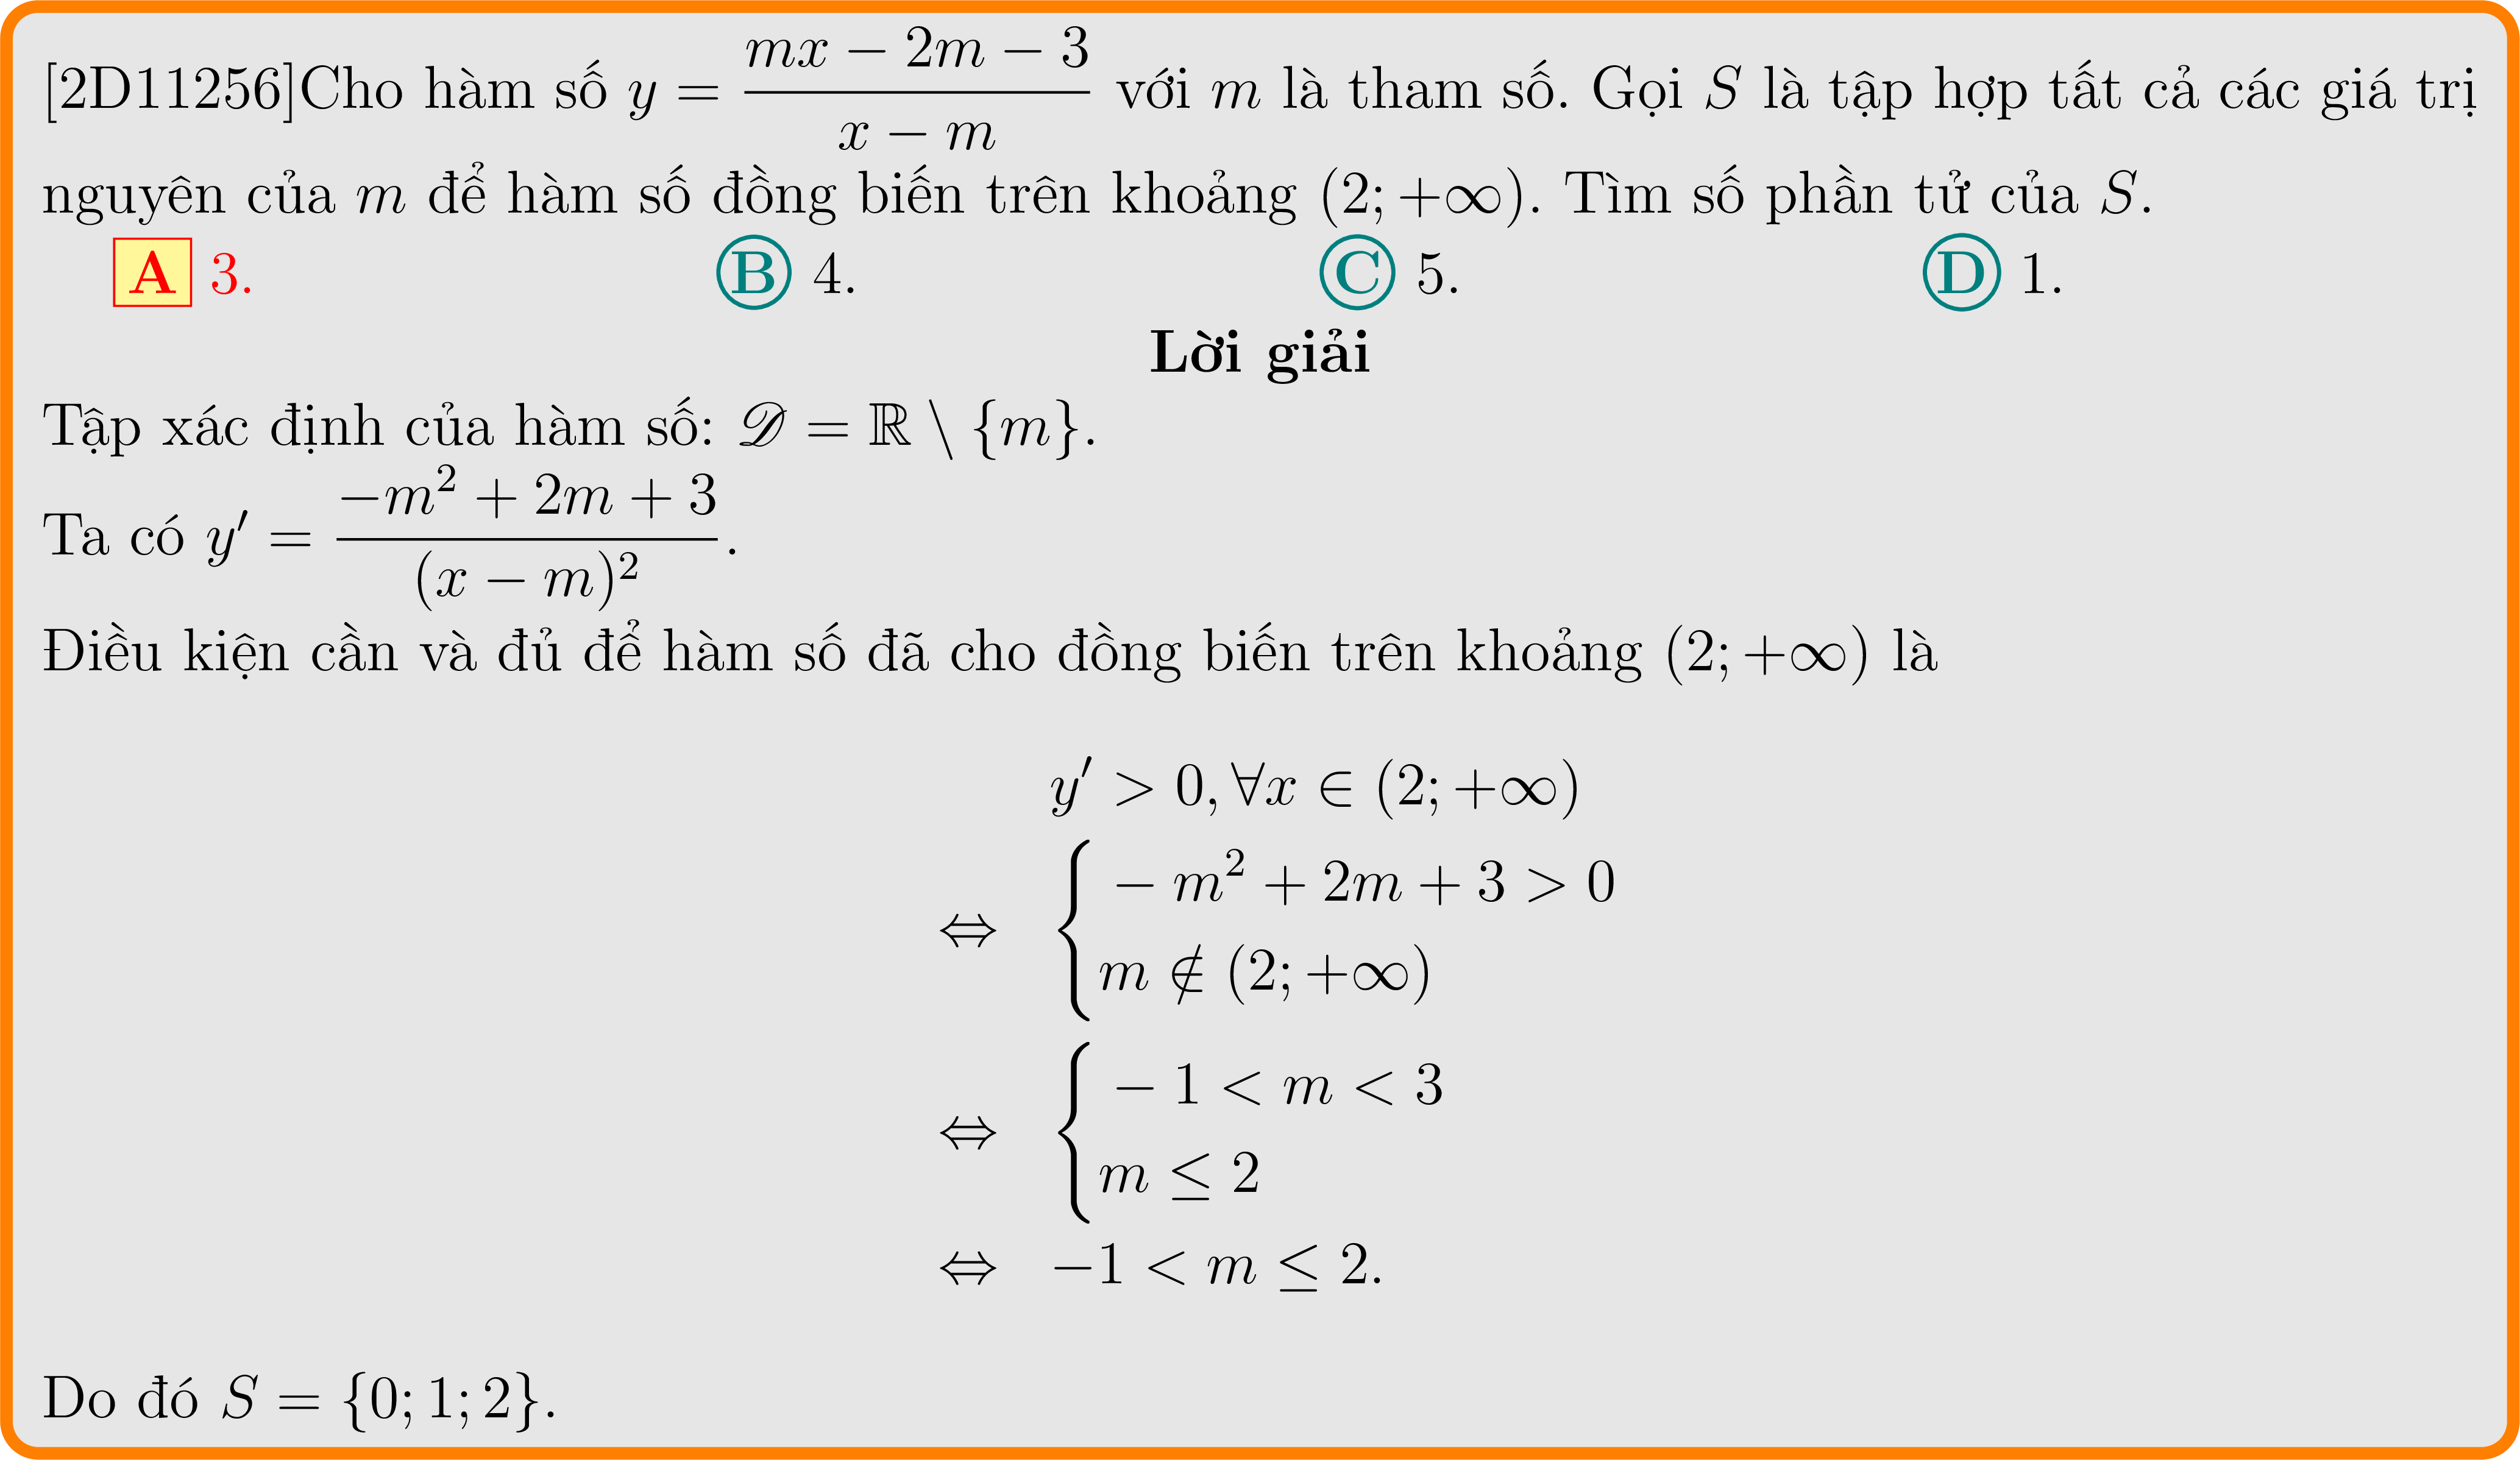 [2D11256]Cho hàm số $y = \dfrac{mx - 2m - 3}{x - m}$ với $m$ là tham số. Gọi $S$ là tập hợp tất cả các giá trị
nguyên của $m$ để hàm số đồng biến trên khoảng $(2; +\infty)$. Tìm số phần tử của $S$.
A 3. B 4. C 5. D 1.
Lời giải
Tập xác định của hàm số: $\mathscr{D} = \mathbb{R} \setminus \{m\}$.
Ta có $y' = \dfrac{-m^2 + 2m + 3}{(x - m)^2}$.
Điều kiện cần và đủ để hàm số đã cho đồng biến trên khoảng $(2; +\infty)$ là
$y' > 0, \forall x \in (2; +\infty)$
$\Leftrightarrow \begin{cases} -m^2 + 2m + 3 > 0 \\ m \notin (2; +\infty) \end{cases}$
$\Leftrightarrow \begin{cases} -1 < m < 3 \\ m \leq 2 \end{cases}$
$\Leftrightarrow -1 < m \leq 2.$
Do đó $S = \{0; 1; 2\}$.